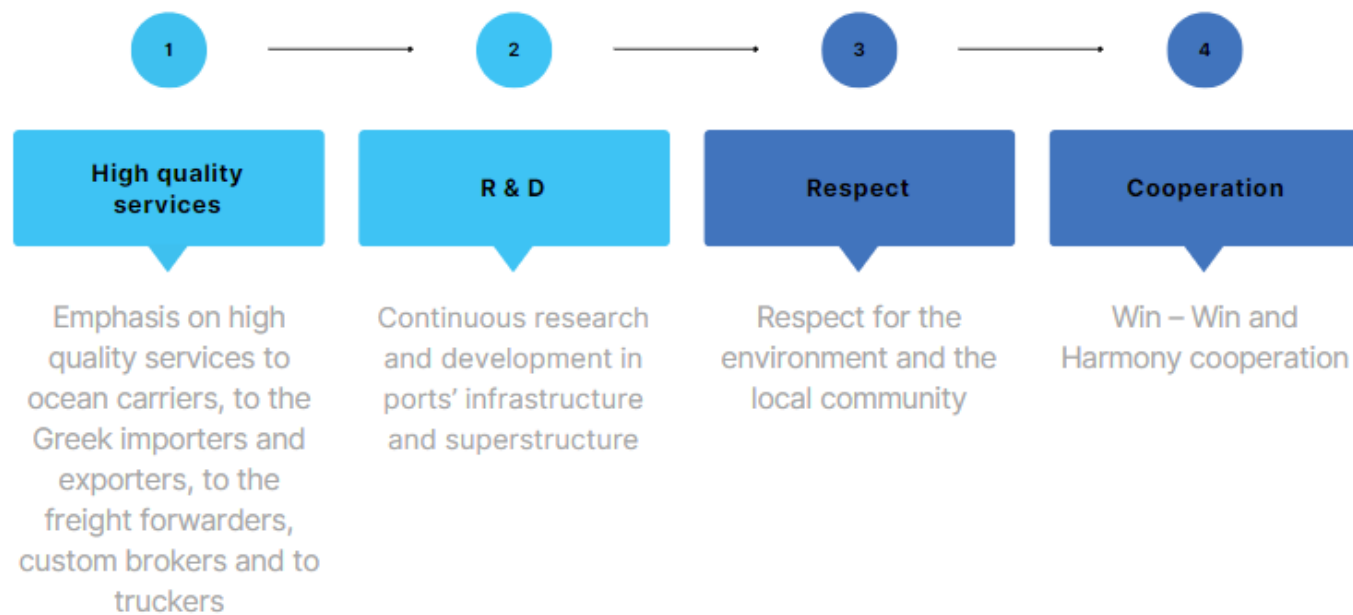 1
2
3
4
High quality
services
R & D
Respect
Cooperation
Emphasis on high
quality services to
ocean carriers, to the
Greek importers and
exporters, to the
freight forwarders,
custom brokers and to
truckers
Continuous research
and development in
ports’ infrastructure
and superstructure
Respect for the
environment and the
local community
Win – Win and
Harmony cooperation